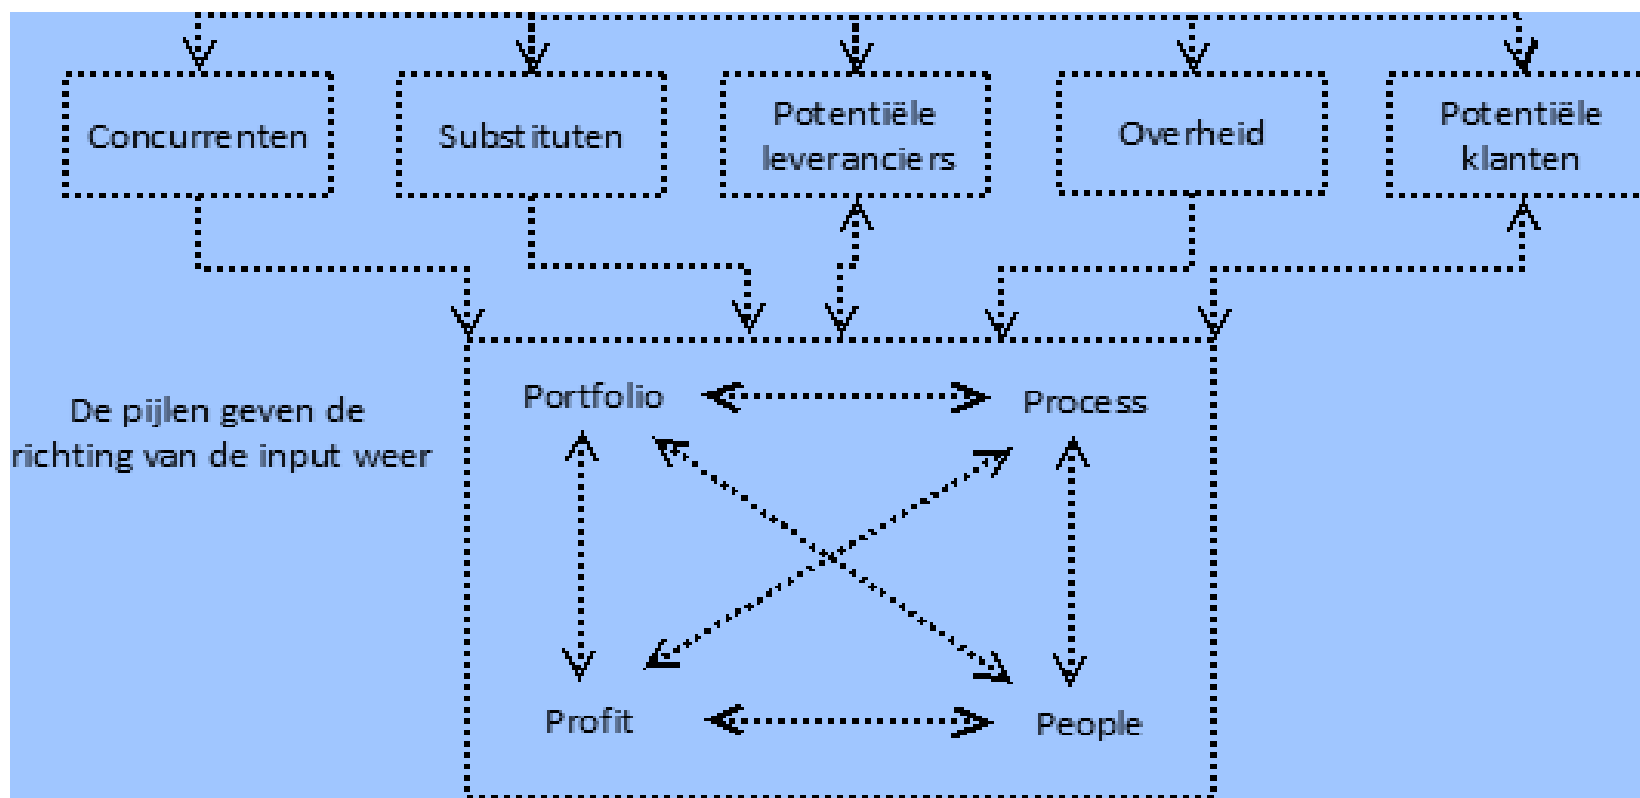 Concurrenten
Substituten
Potentiële
leveranciers
Overheid
Potentiële
klanten
De pijlen geven de
richting van de input weer
Portfolio
Process
Profit
People